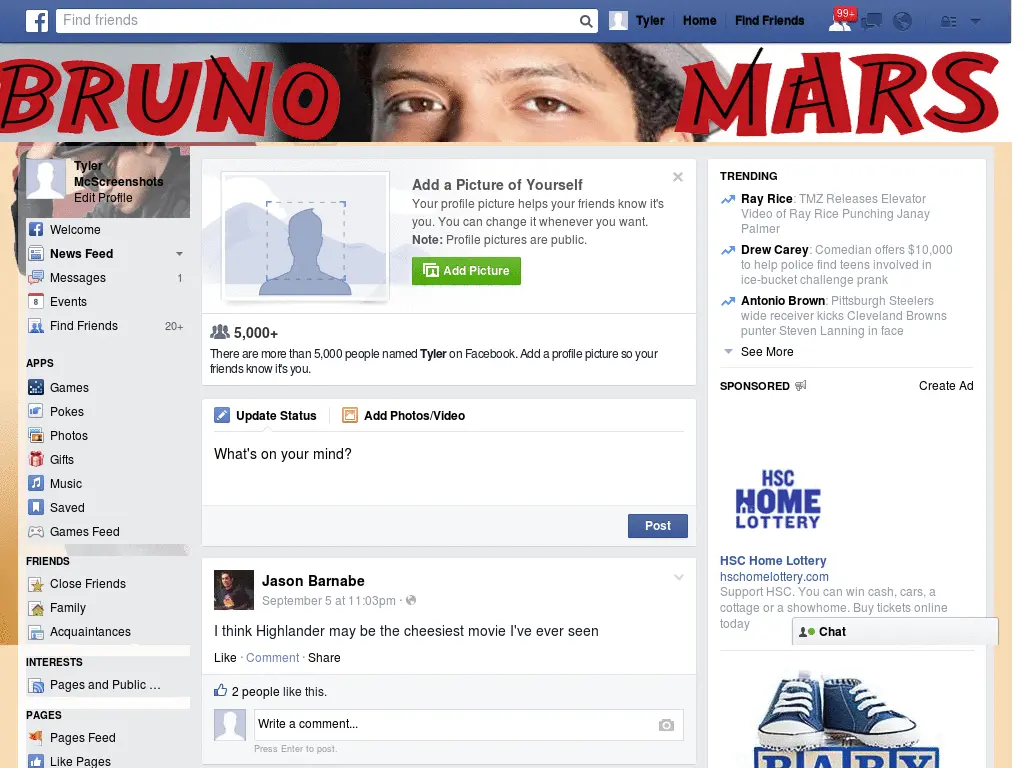 Find friends
Tyler
Home
Find Friends
99+
BRUNO MARS
Tyler
McScreenshots
Edit Profile
Welcome
News Feed
Messages 1
8 Events
Find Friends 20+
APPS
Games
Pokes
Photos
Gifts
Music
Saved
Games Feed
FRIENDS
Close Friends
Family
Acquaintances
INTERESTS
Pages and Public ...
PAGES
Pages Feed
Like Pages
Add a Picture of Yourself
Your profile picture helps your friends know it's
you. You can change it whenever you want.
Note: Profile pictures are public.
Add Picture
5,000+
There are more than 5,000 people named Tyler on Facebook. Add a profile picture so your
friends know it's you.
Update Status
Add Photos/Video
What's on your mind?
Post
Jason Barnabe
September 5 at 11:03pm ·
I think Highlander may be the cheesiest movie I've ever seen
Like · Comment · Share
2 people like this.
Write a comment...
Press Enter to post.
TRENDING
Ray Rice: TMZ Releases Elevator
Video of Ray Rice Punching Janay
Palmer
Drew Carey: Comedian offers $10,000
to help police find teens involved in
ice-bucket challenge prank
Antonio Brown: Pittsburgh Steelers
wide receiver kicks Cleveland Browns
punter Steven Lanning in face
See More
SPONSORED
Create Ad
HSC
HOME
LOTTERY
HSC Home Lottery
hschomelottery.com
Support HSC. You can win cash, cars, a
cottage or a showhome. Buy tickets online
today
Chat
BABY